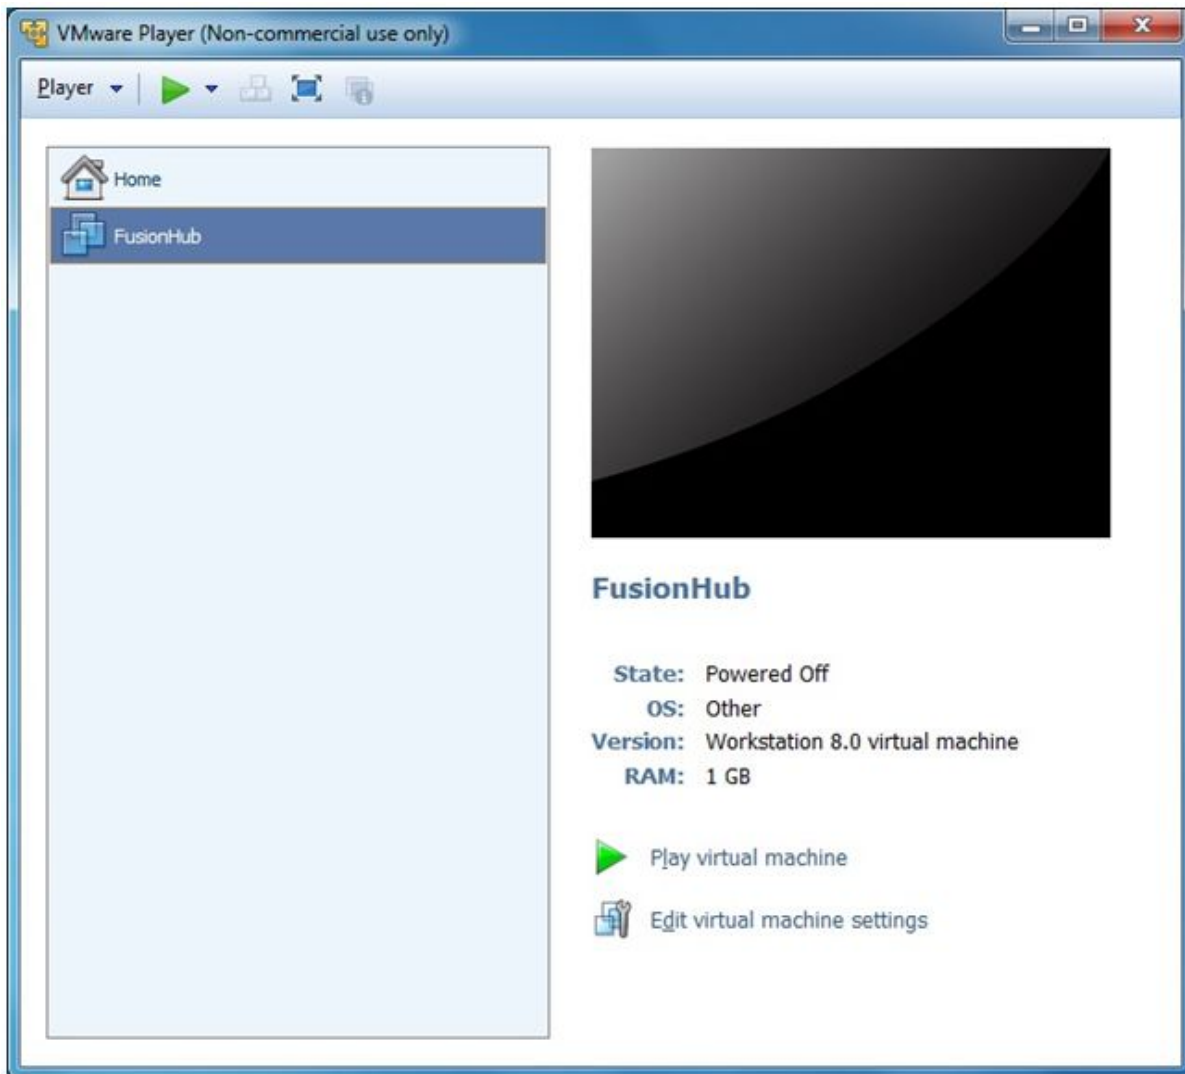 VMware Player (Non-commercial use only)
Player
Home
FusionHub
FusionHub
State: Powered Off
OS: Other
Version: Workstation 8.0 virtual machine
RAM: 1 GB
Play virtual machine
Edit virtual machine settings